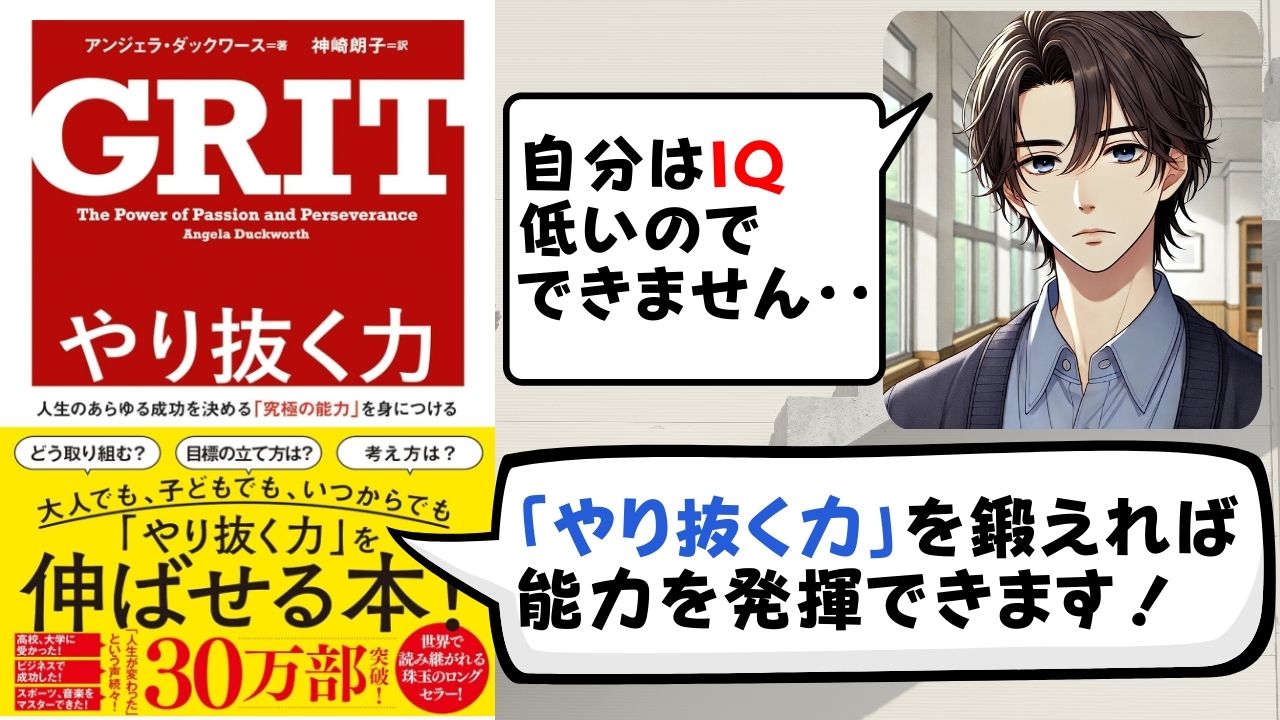 アンジェラ・ダックワース=著　神崎朗子=訳
GRIT
The Power of Passion and Perseverance
Angela Duckworth
やり抜く力
人生のあらゆる成功を決める「究極の能力」を身につける
どう取り組む?
目標の立て方は?
考え方は?
大人でも、子どもでも、いつからでも
「やり抜く力」を
伸ばせる本!
高校、大学に
受かった!
ビジネスで
成功した!
スポーツ、音楽を
マスターできた!
「人生が変わった」
という声続々!
30万部突破!
世界で
読み継がれる
珠玉のロング
セラー!
自分はIQ
低いので
できません‥
「やり抜く力」を鍛えれば
能力を発揮できます!